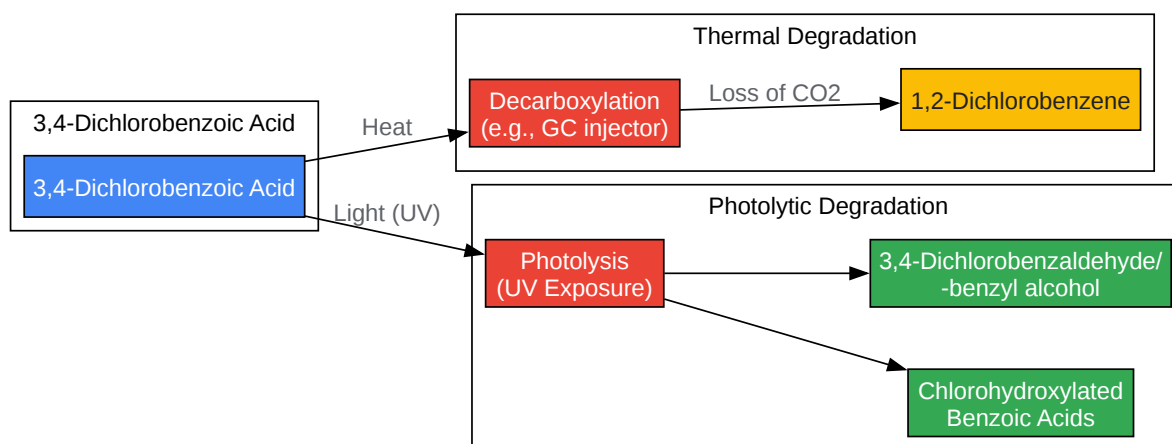 Thermal Degradation
3,4-Dichlorobenzoic Acid
3,4-Dichlorobenzoic Acid
Heat
Decarboxylation
(e.g., GC injector)
Loss of CO2
1,2-Dichlorobenzene
Light (UV)
Photolytic Degradation
Photolysis
(UV Exposure)
3,4-Dichlorobenzaldehyde/
-benzyl alcohol
Chlorohydroxylated
Benzoic Acids